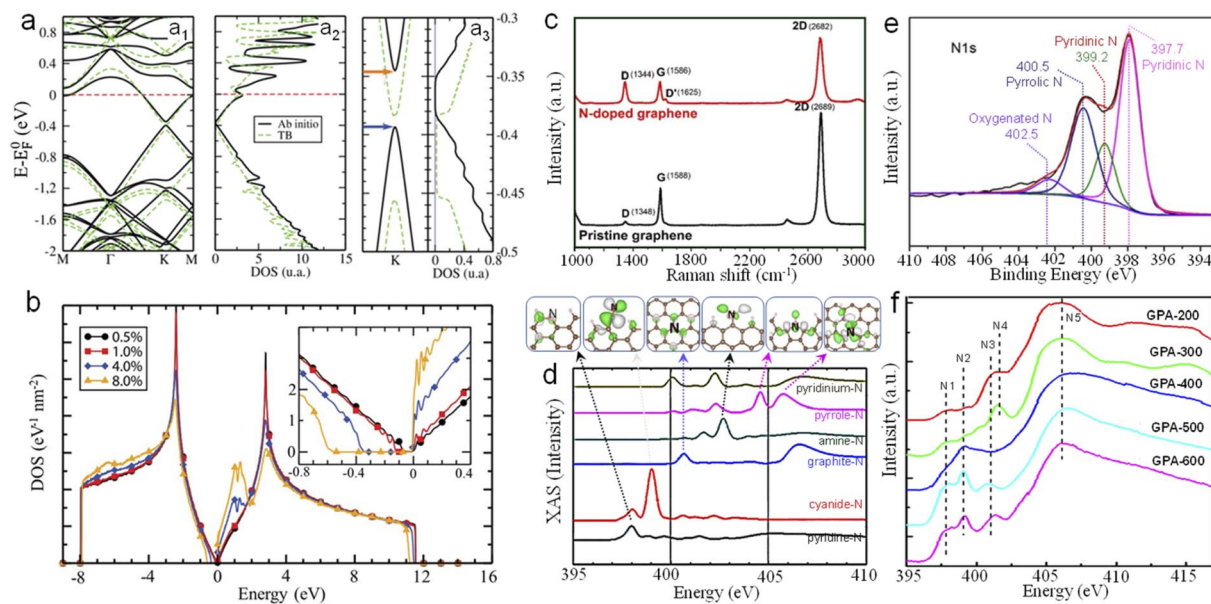 a
a1
a2
a3
E-E_F^0 (eV)
0.8
0.4
0
-0.4
-0.8
-1.2
-1.6
-2
M Γ K M
Ab initio
TB
0 5 10 15
DOS (u.a.)
K
-0.3
-0.35
-0.4
-0.45
-0.5
0 0.2 0.4 0.6 0.8
DOS (u.a)
b
DOS (eV-1 nm-2)
0.5%
1.0%
4.0%
8.0%
3
2
1
0
-0.8 -0.4 0 0.4
-8 -4 0 4 8 12 16
Energy (eV)
c
Intensity (a.u.)
2D (2682)
D (1344) G (1586)
D' (1625)
N-doped graphene
2D (2689)
G (1588)
D (1348)
Pristine graphene
1000 1400 1800 2200 2600 3000
Raman shift (cm-1)
N
N
N
N
N
N
d
XAS (Intensity)
pyridinium-N
pyrrole-N
amine-N
graphite-N
cyanide-N
pyridine-N
395 400 405 410
Energy (eV)
e
Intensity (a.u.)
N1s
Pyridinic N
399.2
397.7
Pyridinic N
400.5
Pyrrolic N
Oxygenated N
402.5
410 408 406 404 402 400 398 396 394
Binding Energy (eV)
f
Intensity (a.u.)
N1
N2
N3
N4
N5
GPA-200
GPA-300
GPA-400
GPA-500
GPA-600
395 400 405 410 415
Energy (eV)